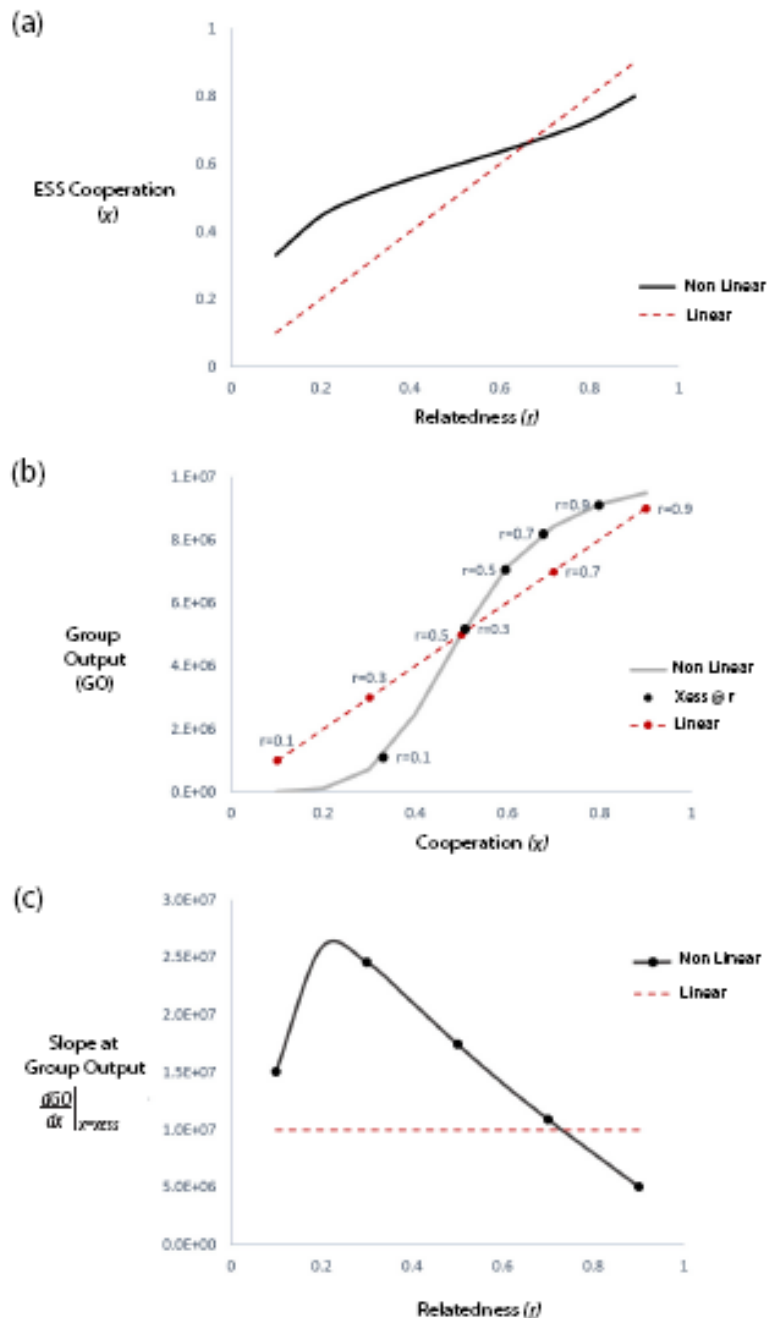 (a)
1
0.8
0.6
0.4
0.2
0
ESS Cooperation
(x)
Non Linear
Linear
0 0.2 0.4 0.6 0.8 1
Relatedness (r)
(b)
1.E+07
8.E+06
6.E+06
4.E+06
2.E+06
0.E+00
Group
Output
(GO)
r=0.9
r=0.9
r=0.7
r=0.7
r=0.5
r=0.5
r=0.3
r=0.3
r=0.1
r=0.1
Non Linear
Xess @ r
Linear
0 0.2 0.4 0.6 0.8 1
Cooperation (x)
(c)
3.0E+07
2.5E+07
2.0E+07
1.5E+07
1.0E+07
5.0E+06
0.0E+00
Non Linear
Linear
Slope at
Group Output
dGO
dx x=xess
0 0.2 0.4 0.6 0.8 1
Relatedness (r)